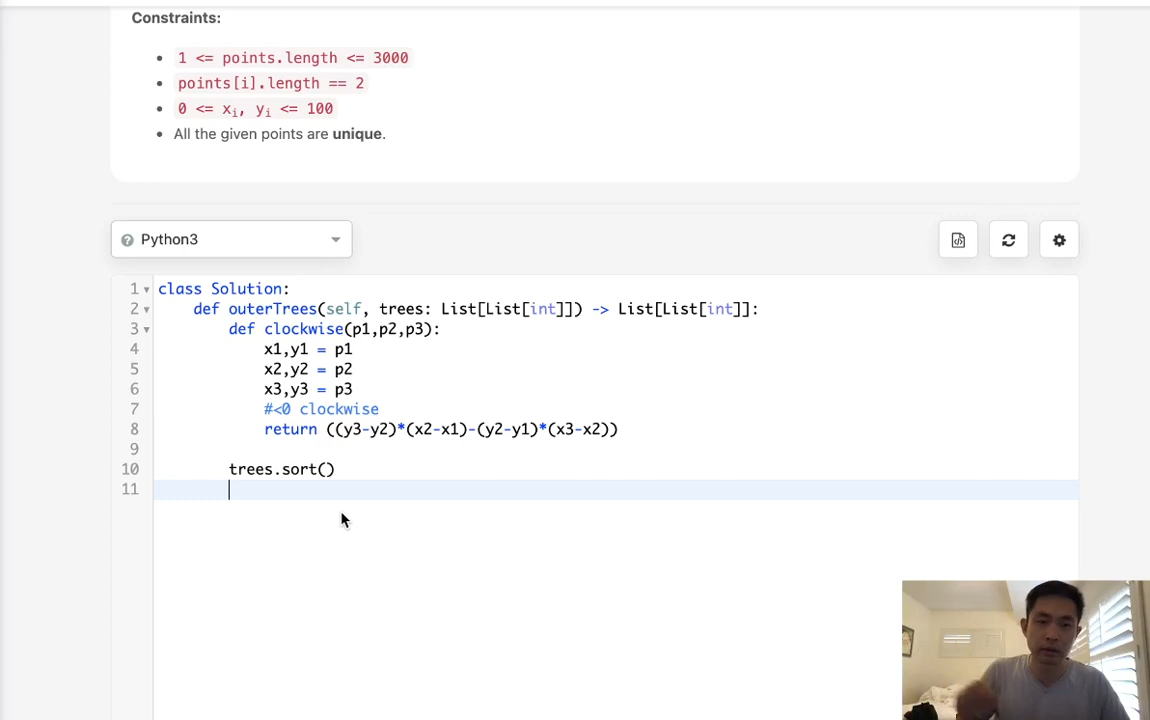 Constraints:
1 <= points.length <= 3000
points[i].length == 2
0 <= xi, yi <= 100
All the given points are unique.
Python3
1 class Solution:
2 def outerTrees(self, trees: List[List[int]]) -> List[List[int]]:
3 def clockwise(p1,p2,p3):
4 x1,y1 = p1
5 x2,y2 = p2
6 x3,y3 = p3
7 #<0 clockwise
8 return ((y3-y2)*(x2-x1)-(y2-y1)*(x3-x2))
9
10 trees.sort()
11